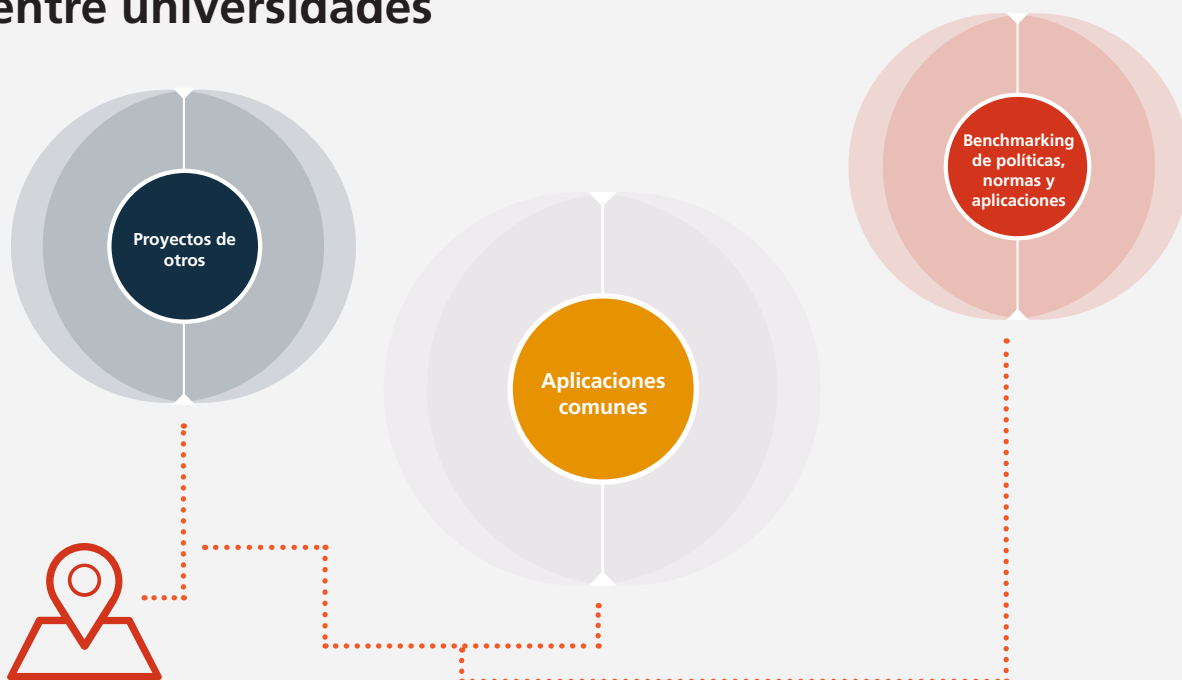 entre universidades
Benchmarking
de políticas,
normas y
aplicaciones
Proyectos de
otros
Aplicaciones
comunes